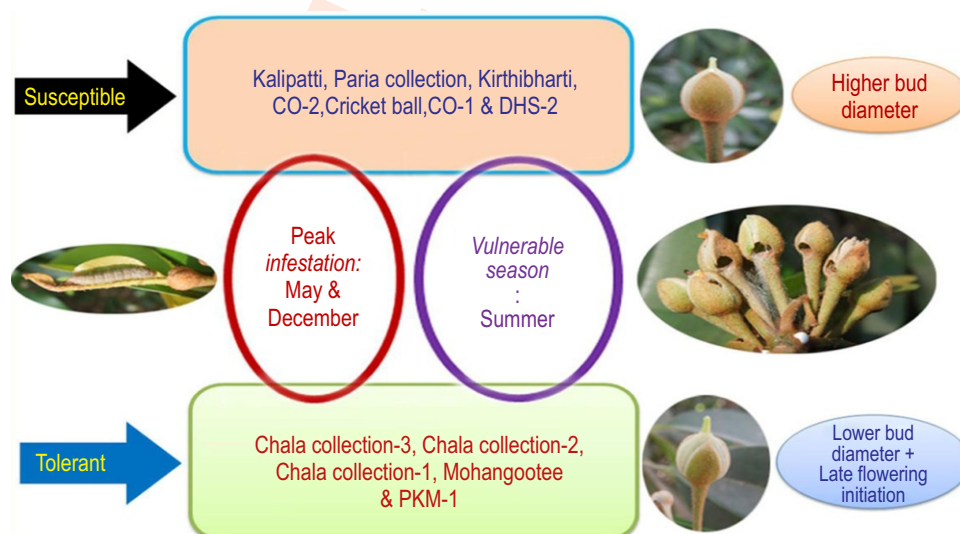 Susceptible
Kalipatti, Paria collection, Kirthibharti,
CO-2,Cricket ball,CO-1 & DHS-2
Higher bud
diameter
Peak
infestation:
May &
December
Vulnerable
season
:
Summer
Tolerant
Chala collection-3, Chala collection-2,
Chala collection-1, Mohangootee
& PKM-1
Lower bud
diameter +
Late flowering
initiation